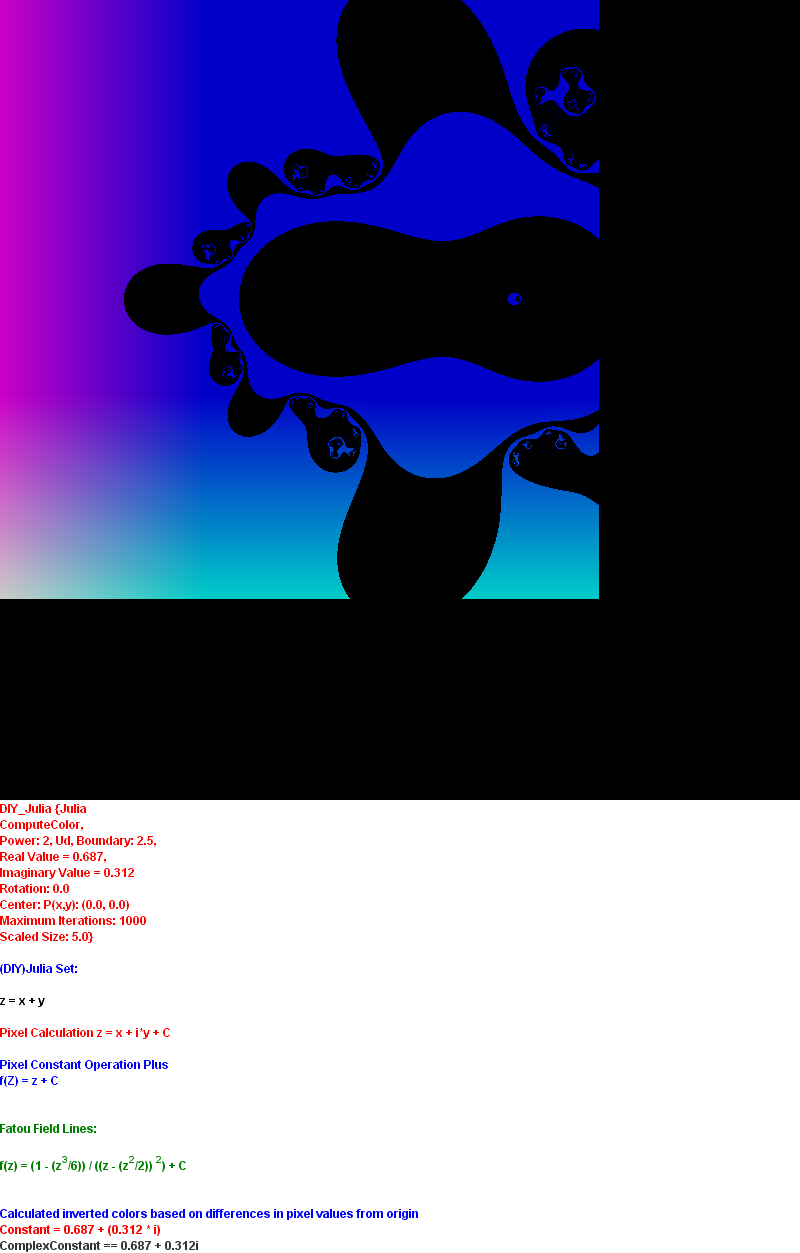 DIY_Julia {Julia
ComputeColor,
Power: 2, Ud, Boundary: 2.5,
Real Value = 0.687,
Imaginary Value = 0.312
Rotation: 0.0
Center: P(x,y): (0.0, 0.0)
Maximum Iterations: 1000
Scaled Size: 5.0}
(DIY)Julia Set:
z = x + y
Pixel Calculation z = x + i*y + C
Pixel Constant Operation Plus
f(Z) = z + C
Fatou Field Lines:
f(z) = (1 - (z^3/6)) / ((z - (z^2/2))^2) + C
Calculated inverted colors based on differences in pixel values from origin
Constant = 0.687 + (0.312 * i)
ComplexConstant == 0.687 + 0.312i